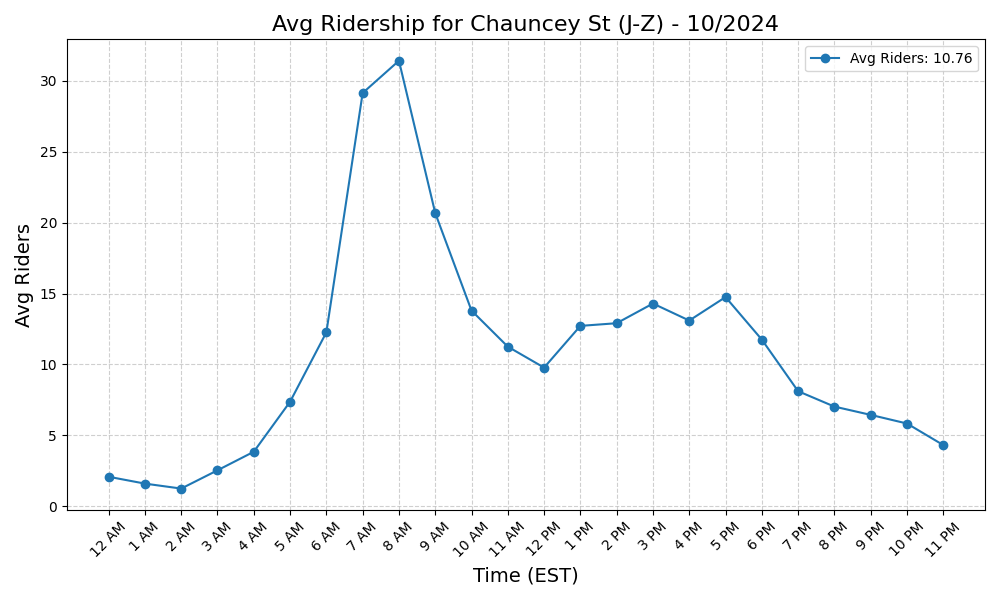 Avg Ridership for Chauncey St (J-Z) - 10/2024
Avg Riders: 10.76
Avg Riders
30
25
20
15
10
5
0
12 AM
1 AM
2 AM
3 AM
4 AM
5 AM
6 AM
7 AM
8 AM
9 AM
10 AM
11 AM
12 PM
1 PM
2 PM
3 PM
4 PM
5 PM
6 PM
7 PM
8 PM
9 PM
10 PM
11 PM
Time (EST)